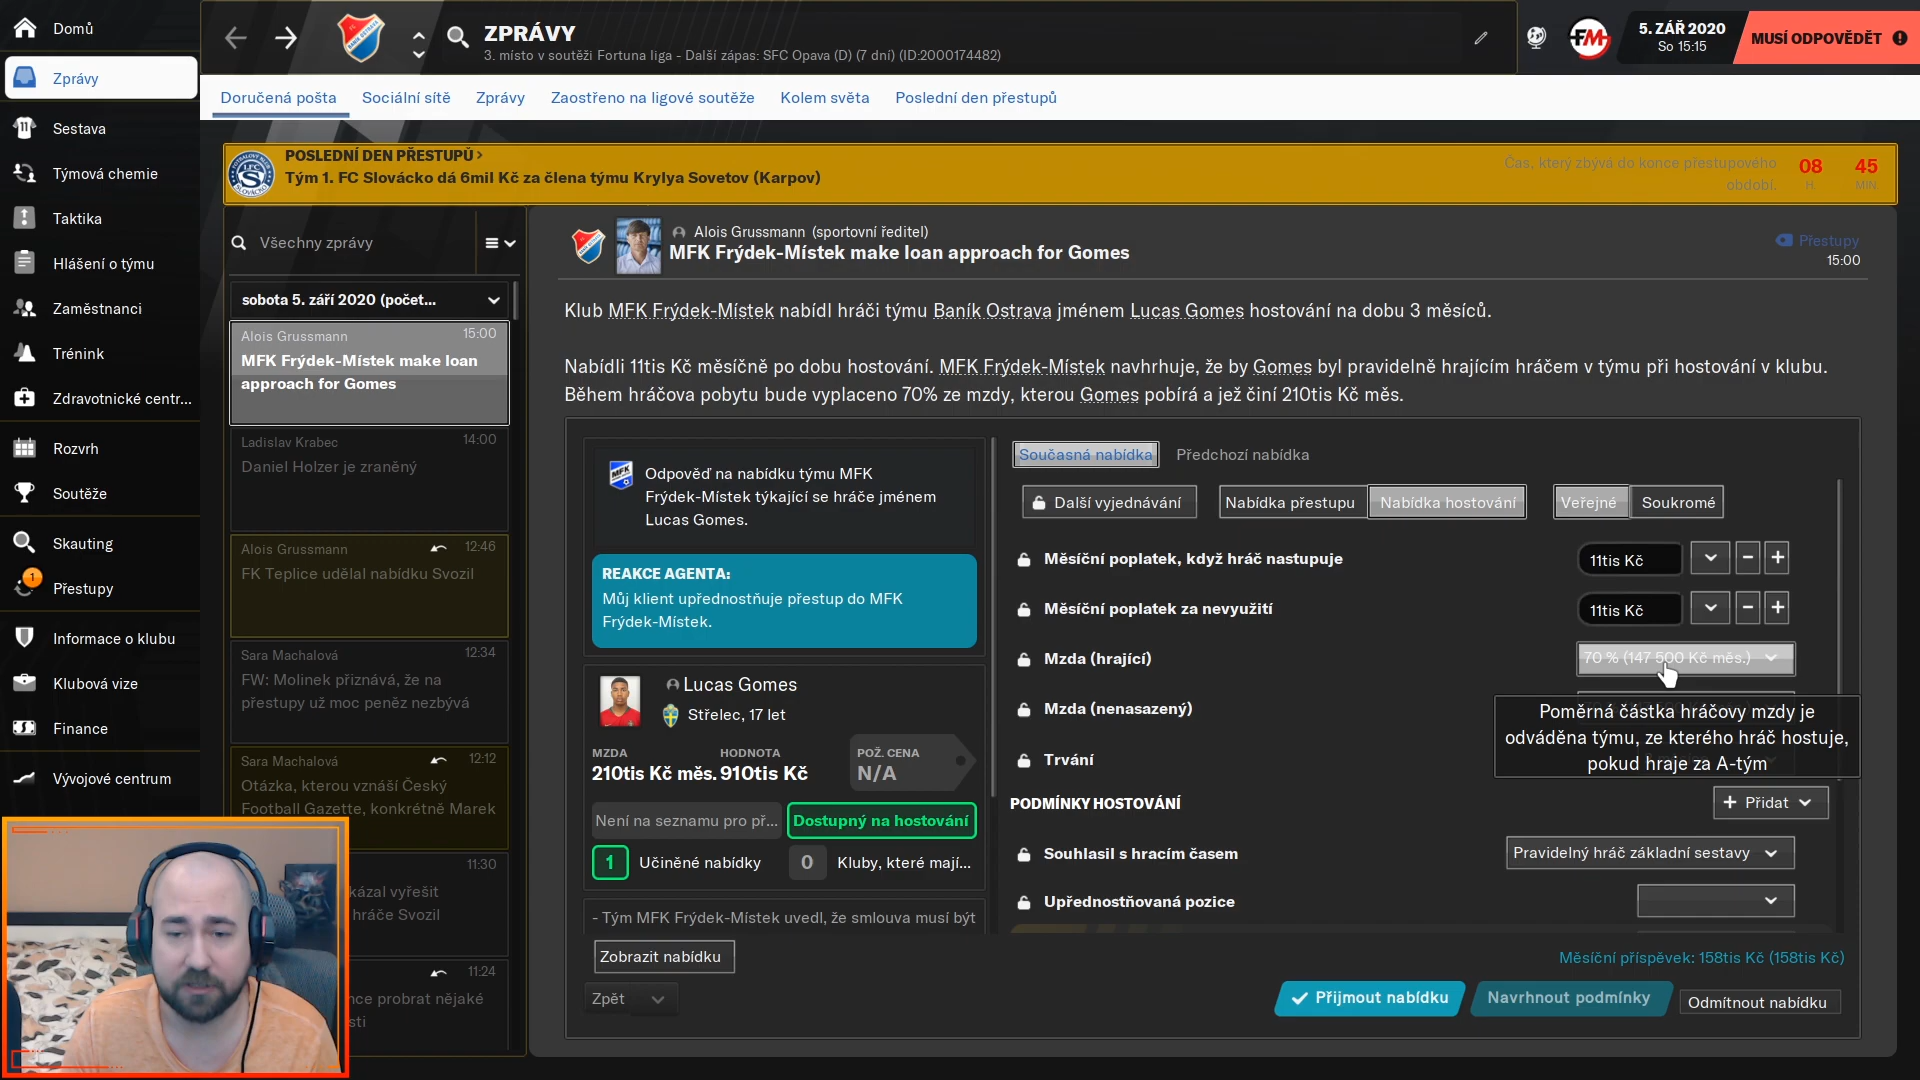 Domů
Zprávy
Sestava
Týmová chemie
Taktika
Hlášení o týmu
Zaměstnanci
Trénink
Zdravotnické centr...
Rozvrh
Soutěže
Skauting
1
Přestupy
Informace o klubu
Klubová vize
Finance
Vývojové centrum
ZPRÁVY
3. místo v soutěži Fortuna liga - Další zápas: SFC Opava (D) (7 dní) (ID:2000174482)
FM
5. ZÁŘ 2020
So 15:15
MUSÍ ODPOVĚDĚT
Doručená pošta
Sociální sítě
Zprávy
Zaostřeno na ligové soutěže
Kolem světa
Poslední den přestupů
POSLEDNÍ DEN PŘESTUPŮ >
Tým 1. FC Slovácko dá 6mil Kč za člena týmu Krylya Sovetov (Karpov)
Čas, který zbývá do konce přestupového
období.
08
H.
45
MIN.
Všechny zprávy
sobota 5. září 2020 (počet...
Alois Grussmann
15:00
MFK Frýdek-Místek make loan
approach for Gomes
Ladislav Krabec
14:00
Daniel Holzer je zraněný
Alois Grussmann
12:46
FK Teplice udělal nabídku Svozil
Sara Machalová
12:34
FW: Molinek přiznává, že na
přestupy už moc peněz nezbývá
Sara Machalová
12:12
Otázka, kterou vznáší Český
Football Gazette, konkrétně Marek
11:30
kázal vyřešit
hráče Svozil
11:24
nce probrat nějaké
sti
Alois Grussmann (sportovní ředitel)
MFK Frýdek-Místek make loan approach for Gomes
Přestupy
15:00
Klub MFK Frýdek-Místek nabídl hráči týmu Baník Ostrava jménem Lucas Gomes hostování na dobu 3 měsíců.
Nabídli 11tis Kč měsíčně po dobu hostování. MFK Frýdek-Místek navrhruje, že by Gomes byl pravidelně hrajícím hráčem v týmu při hostování v klubu.
Během hráčova pobytu bude vyplaceno 70% ze mzdy, kterou Gomes pobírá a jež činí 210tis Kč měs.
Odpověď na nabídku týmu MFK
Frýdek-Místek týkající se hráče jménem
Lucas Gomes.
REAKCE AGENTA:
Můj klient upřednostňuje přestup do MFK
Frýdek-Místek.
Lucas Gomes
Střelec, 17 let
MZDA
210tis Kč měs.
HODNOTA
910tis Kč
POŽ. CENA
N/A
Není na seznamu pro př...
Dostupný na hostování
1
Učiněné nabídky
0
Kluby, které mají...
- Tým MFK Frýdek-Místek uvedl, že smlouva musí být
Zobrazit nabídku
Zpět
Současná nabídka
Předchozí nabídka
Další vyjednávání
Nabídka přestupu
Nabídka hostování
Veřejné
Soukromé
Měsíční poplatek, když hráč nastupuje
11tis Kč
Měsíční poplatek za nevyužití
11tis Kč
Mzda (hrající)
70 % (147 500 Kč měs.)
Mzda (nenasazený)
Poměrná částka hráčovy mzdy je
odváděna týmu, ze kterého hráč hostuje,
pokud hraje za A-tým
Trvání
PODMÍNKY HOSTOVÁNÍ
Přidat
Souhlasil s hracím časem
Pravidelný hráč základní sestavy
Upřednostňovaná pozice
Měsíční příspěvek: 158tis Kč (158tis Kč)
Přijmout nabídku
Navrhnout podmínky
Odmítnout nabídku